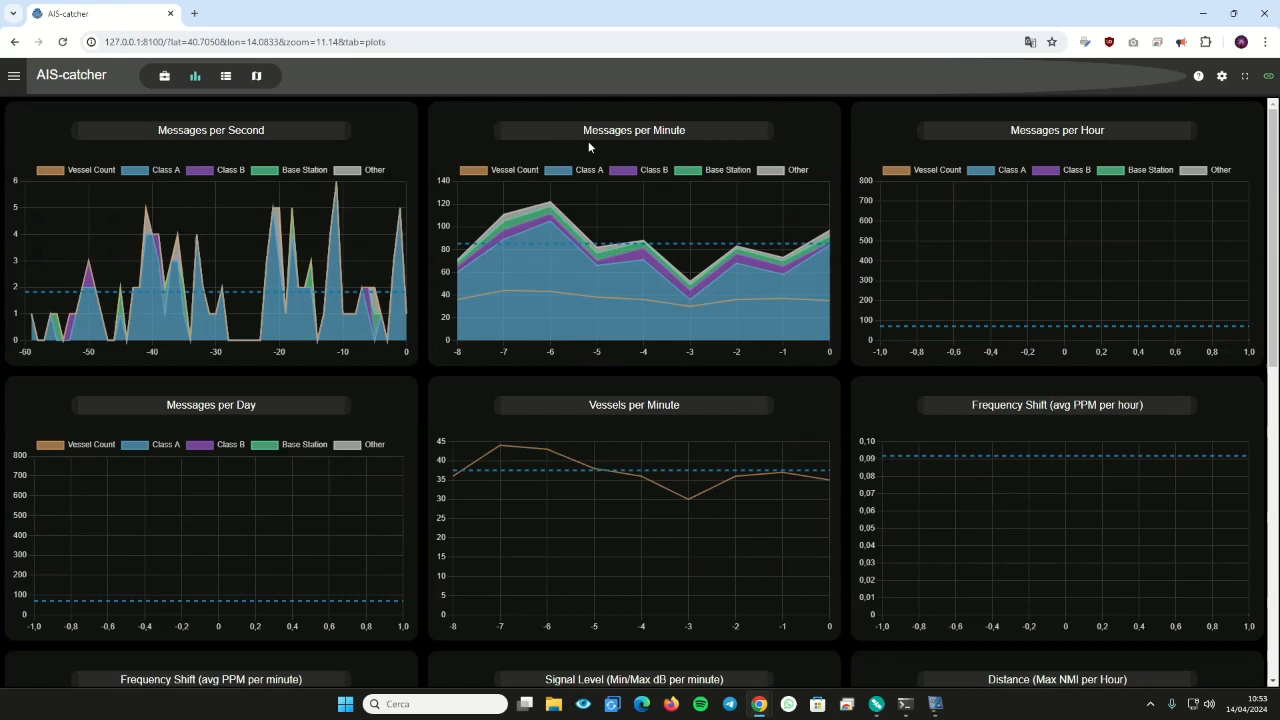 AIS-catcher
127.0.0.1:8100/?lat=40.7050&lon=14.0833&zoom=11.14&tab=plots
AIS-catcher
Messages per Second
Vessel Count Class A Class B Base Station Other
6
5
4
3
2
1
0
-60 -50 -40 -30 -20 -10 0
Messages per Minute
Vessel Count Class A Class B Base Station Other
140
120
100
80
60
40
20
0
-8 -7 -6 -5 -4 -3 -2 -1 0
Messages per Hour
Vessel Count Class A Class B Base Station Other
800
700
600
500
400
300
200
100
0
-1,0 -0,8 -0,6 -0,4 -0,2 0 0,2 0,4 0,6 0,8 1,0
Messages per Day
Vessel Count Class A Class B Base Station Other
800
700
600
500
400
300
200
100
0
-1,0 -0,8 -0,6 -0,4 -0,2 0 0,2 0,4 0,6 0,8 1,0
Vessels per Minute
45
40
35
30
25
20
15
10
5
0
-8 -7 -6 -5 -4 -3 -2 -1 0
Frequency Shift (avg PPM per hour)
0,10
0,09
0,08
0,07
0,06
0,05
0,04
0,03
0,02
0,01
0
-1,0 -0,8 -0,6 -0,4 -0,2 0 0,2 0,4 0,6 0,8 1,0
Frequency Shift (avg PPM per minute)
Signal Level (Min/Max dB per minute)
Distance (Max NMI per Hour)
Cerca
10:53
14/04/2024